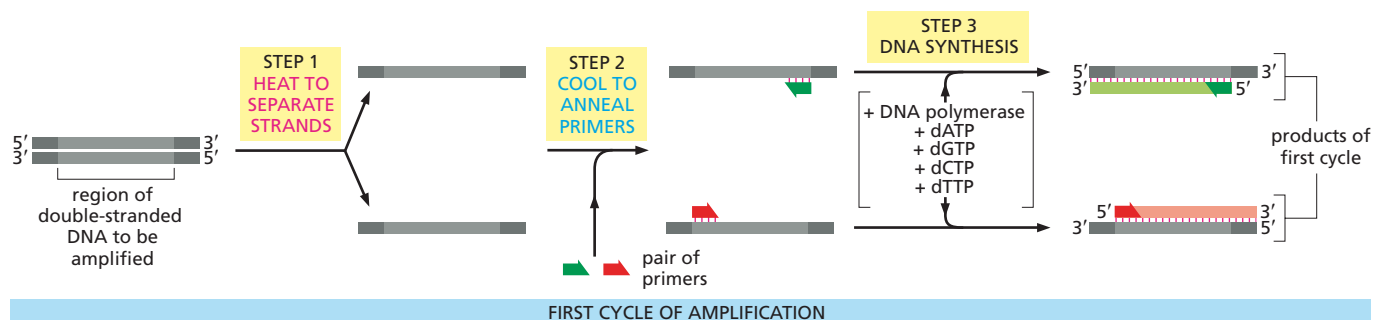 5′ 3′
3′ 5′
region of
double-stranded
DNA to be
amplified
STEP 1
HEAT TO
SEPARATE
STRANDS
STEP 2
COOL TO
ANNEAL
PRIMERS
pair of
primers
STEP 3
DNA SYNTHESIS
+ DNA polymerase
+ dATP
+ dGTP
+ dCTP
+ dTTP
5′ 3′
3′ 5′
5′ 3′
3′ 5′
products of
first cycle
FIRST CYCLE OF AMPLIFICATION